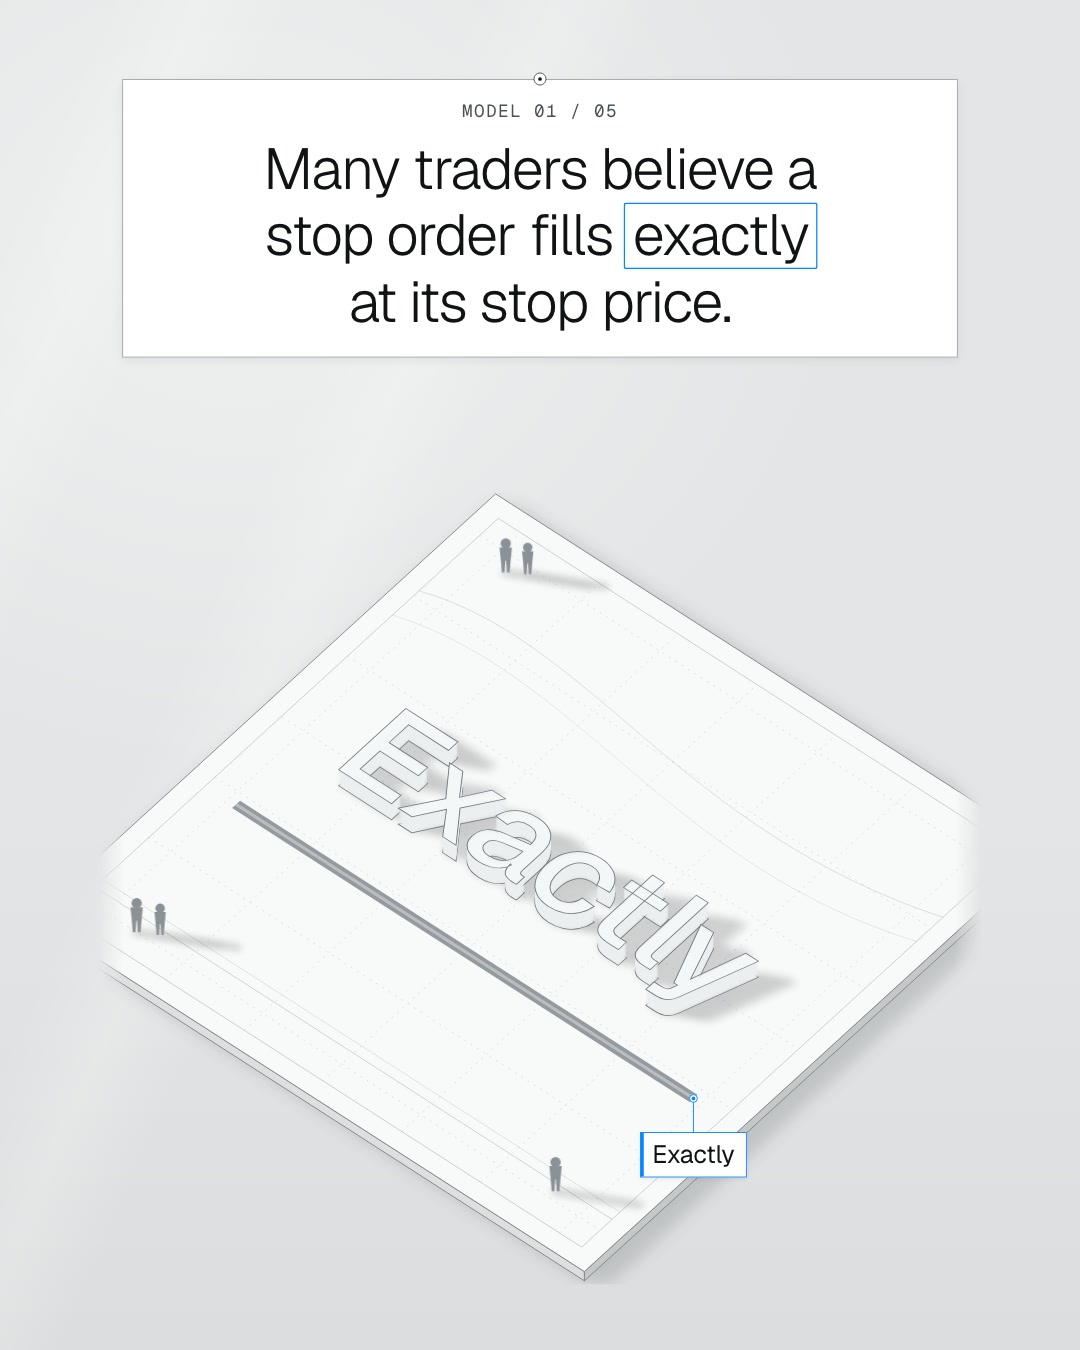 MODEL 01 / 05
Many traders believe a
stop order fills exactly
at its stop price.
Exactly
Exactly